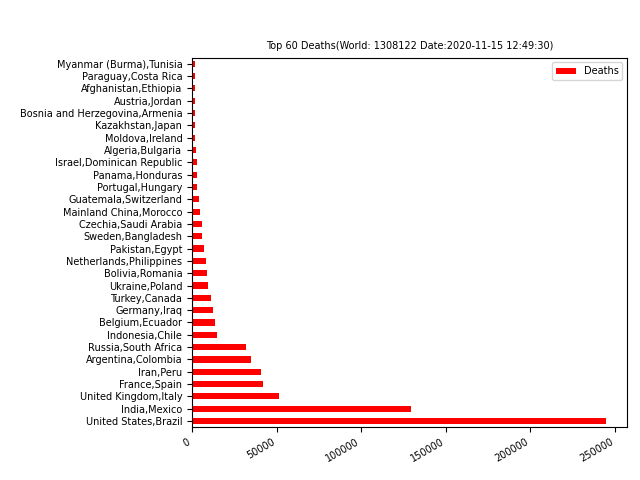 Top 60 Deaths(World: 1308122 Date:2020-11-15 12:49:30)
Deaths
Myanmar (Burma),Tunisia
Paraguay,Costa Rica
Afghanistan,Ethiopia
Austria,Jordan
Bosnia and Herzegovina,Armenia
Kazakhstan,Japan
Moldova,Ireland
Algeria,Bulgaria
Israel,Dominican Republic
Panama,Honduras
Portugal,Hungary
Guatemala,Switzerland
Mainland China,Morocco
Czechia,Saudi Arabia
Sweden,Bangladesh
Pakistan,Egypt
Netherlands,Philippines
Bolivia,Romania
Ukraine,Poland
Turkey,Canada
Germany,Iraq
Belgium,Ecuador
Indonesia,Chile
Russia,South Africa
Argentina,Colombia
Iran,Peru
France,Spain
United Kingdom,Italy
India,Mexico
United States,Brazil
0
50000
100000
150000
200000
250000